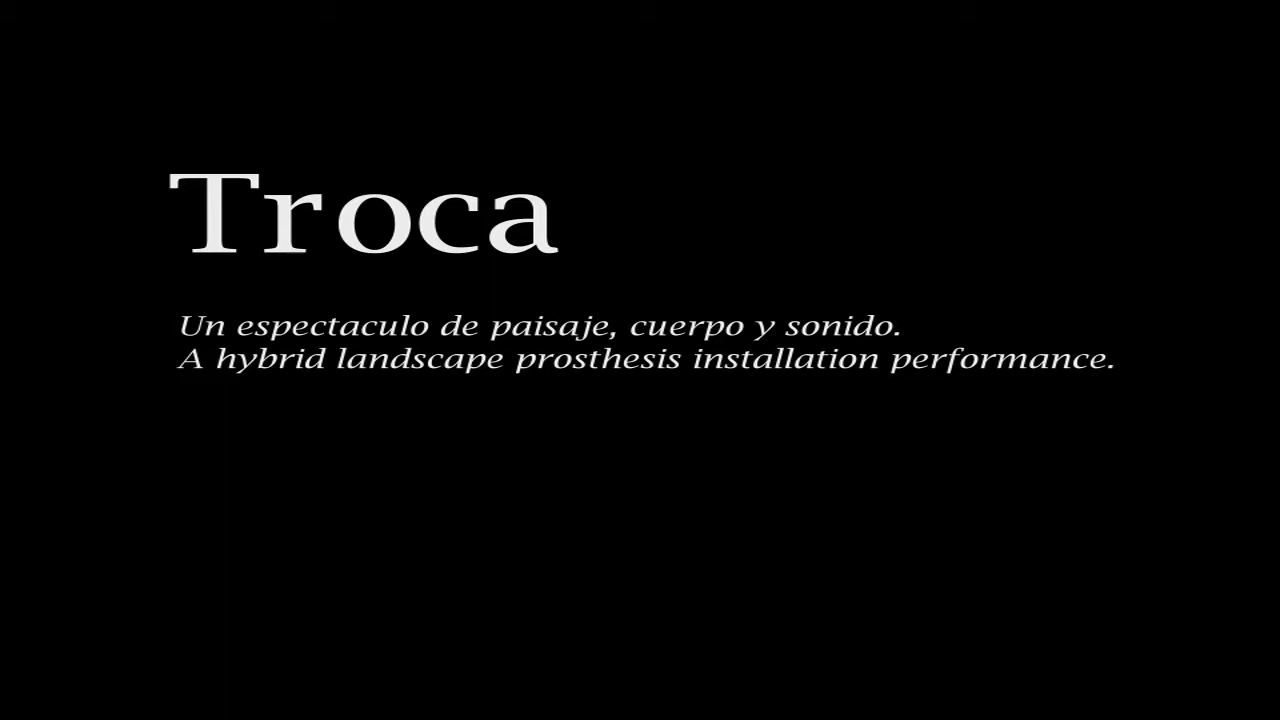 Troca
Un espectaculo de paisaje, cuerpo y sonido.
A hybrid landscape prosthesis installation performance.